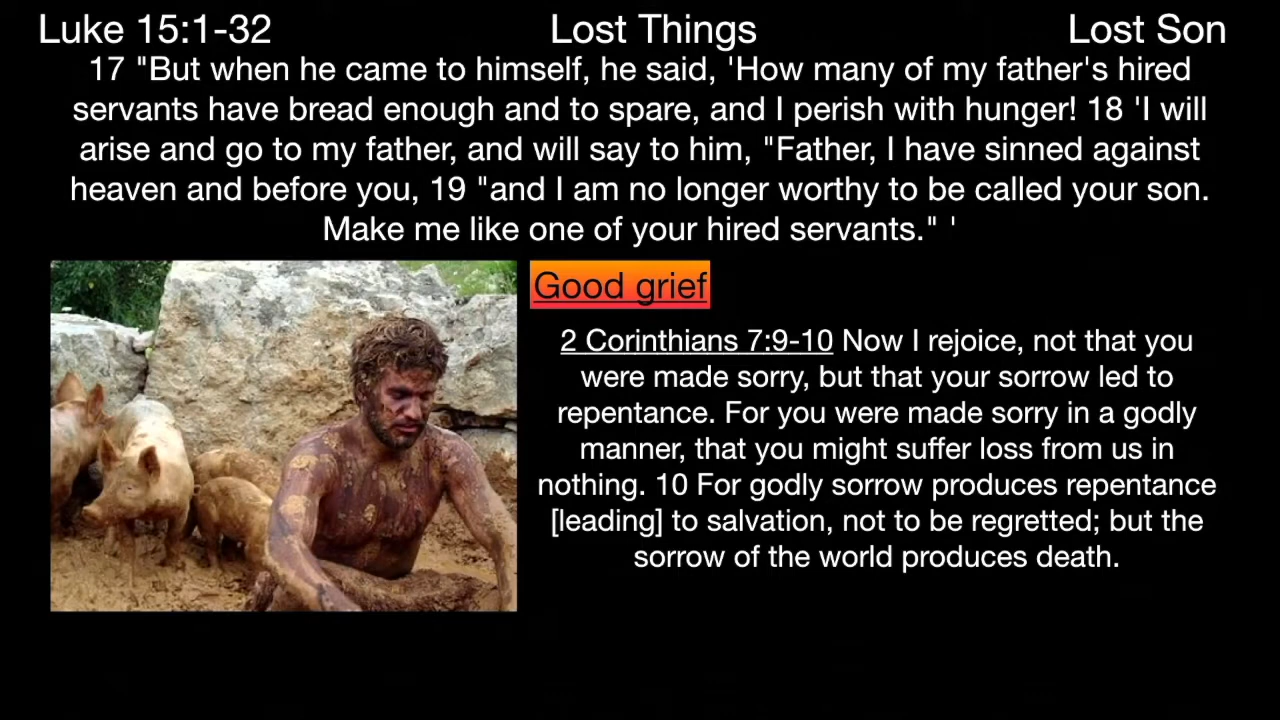 Luke 15:1-32 Lost Things Lost Son
17 "But when he came to himself, he said, 'How many of my father's hired
servants have bread enough and to spare, and I perish with hunger! 18 'I will
arise and go to my father, and will say to him, "Father, I have sinned against
heaven and before you, 19 "and I am no longer worthy to be called your son.
Make me like one of your hired servants." '
Good grief
2 Corinthians 7:9-10 Now I rejoice, not that you
were made sorry, but that your sorrow led to
repentance. For you were made sorry in a godly
manner, that you might suffer loss from us in
nothing. 10 For godly sorrow produces repentance
[leading] to salvation, not to be regretted; but the
sorrow of the world produces death.